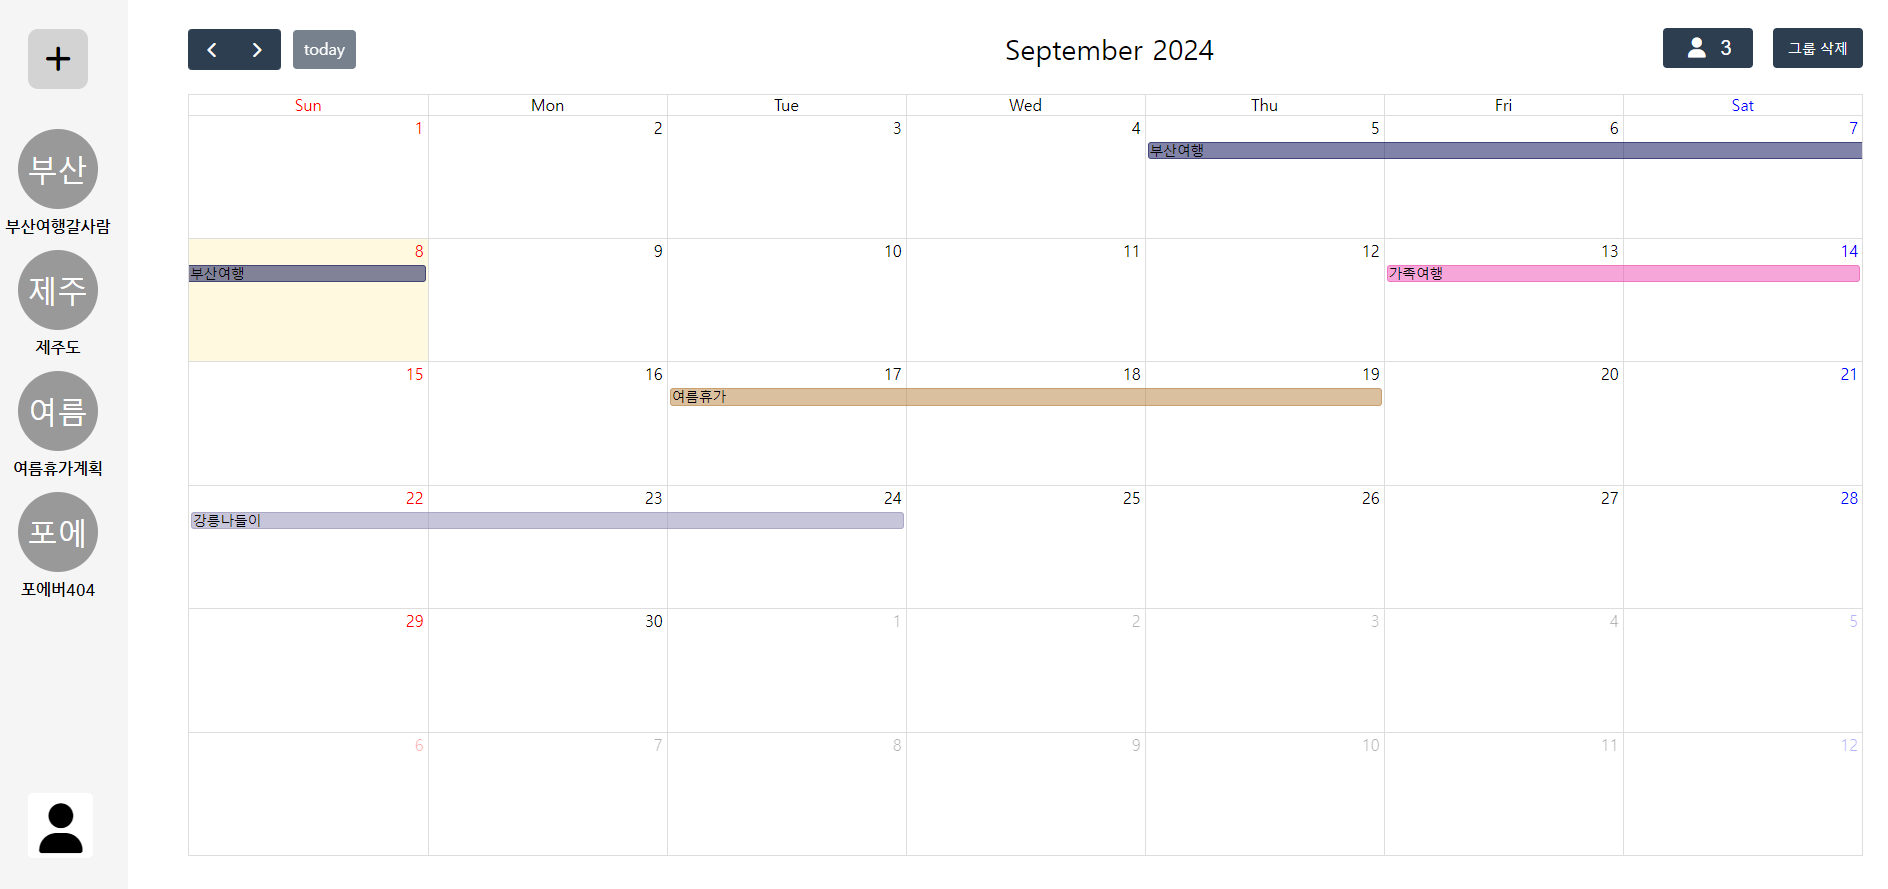 today
September 2024
3
그룹 삭제
부산
부산여행갈사람
제주
제주도
여름
여름휴가계획
포에
포에버404
Sun Mon Tue Wed Thu Fri Sat
1 2 3 4 5 6 7
부산여행
8 9 10 11 12 13 14
부산여행 가족여행
15 16 17 18 19 20 21
여름휴가
22 23 24 25 26 27 28
강릉나들이
29 30 1 2 3 4 5
6 7 8 9 10 11 12